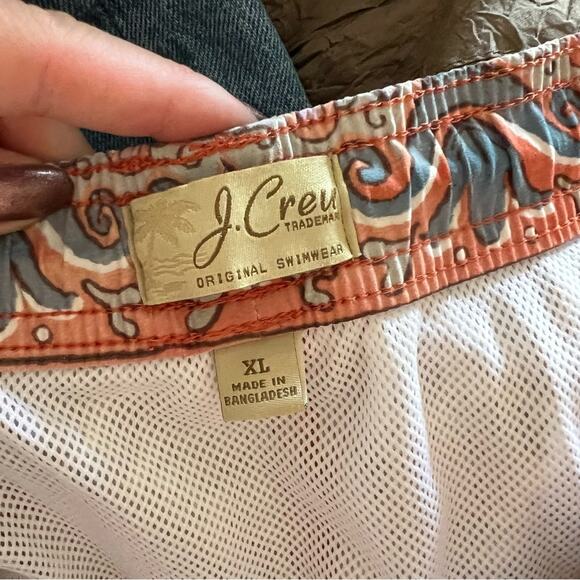 J.Crew
TRADEMARK
ORIGINAL SWIMWEAR
XL
MADE IN
BANGLADESH